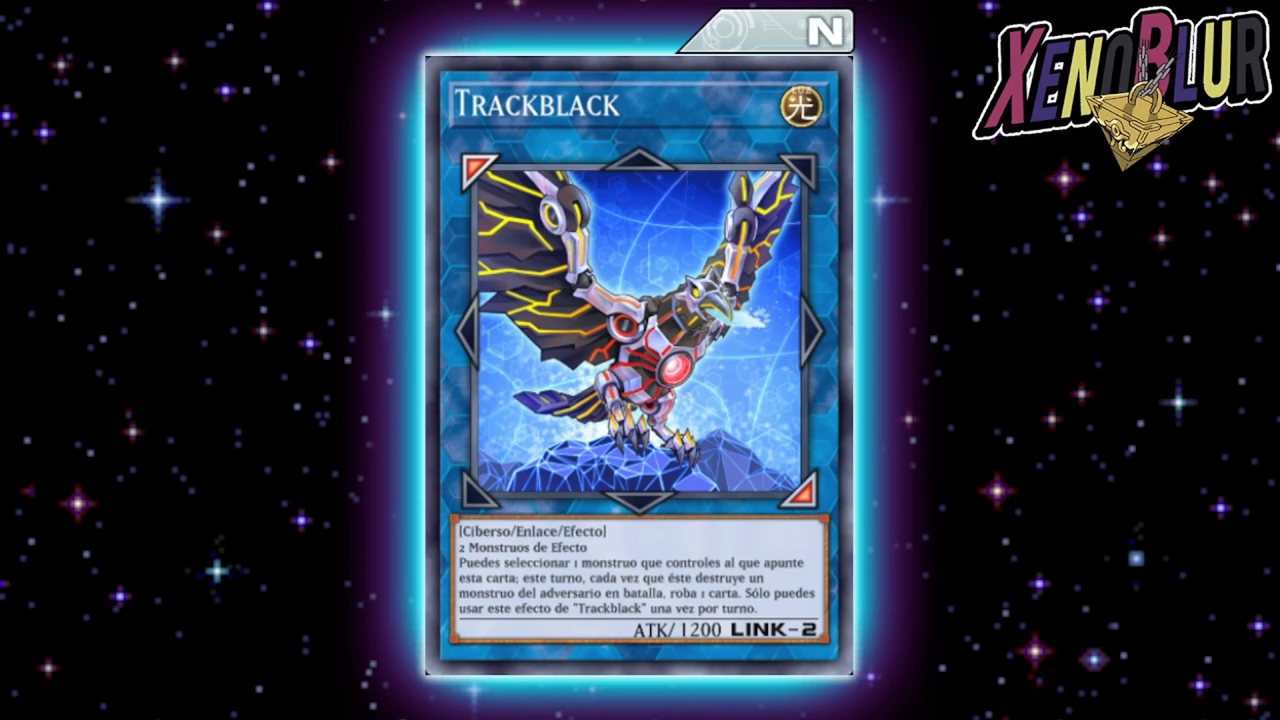 N
XENOBLUR
TRACKBLACK
光
[Ciberso/Enlace/Efecto]
2 Monstruos de Efecto
Puedes seleccionar 1 monstruo que controles al que apunte
esta carta; este turno, cada vez que éste destruye un
monstruo del adversario en batalla, roba 1 carta. Sólo puedes
usar este efecto de "Trackblack" una vez por turno.
ATK/1200 LINK-2